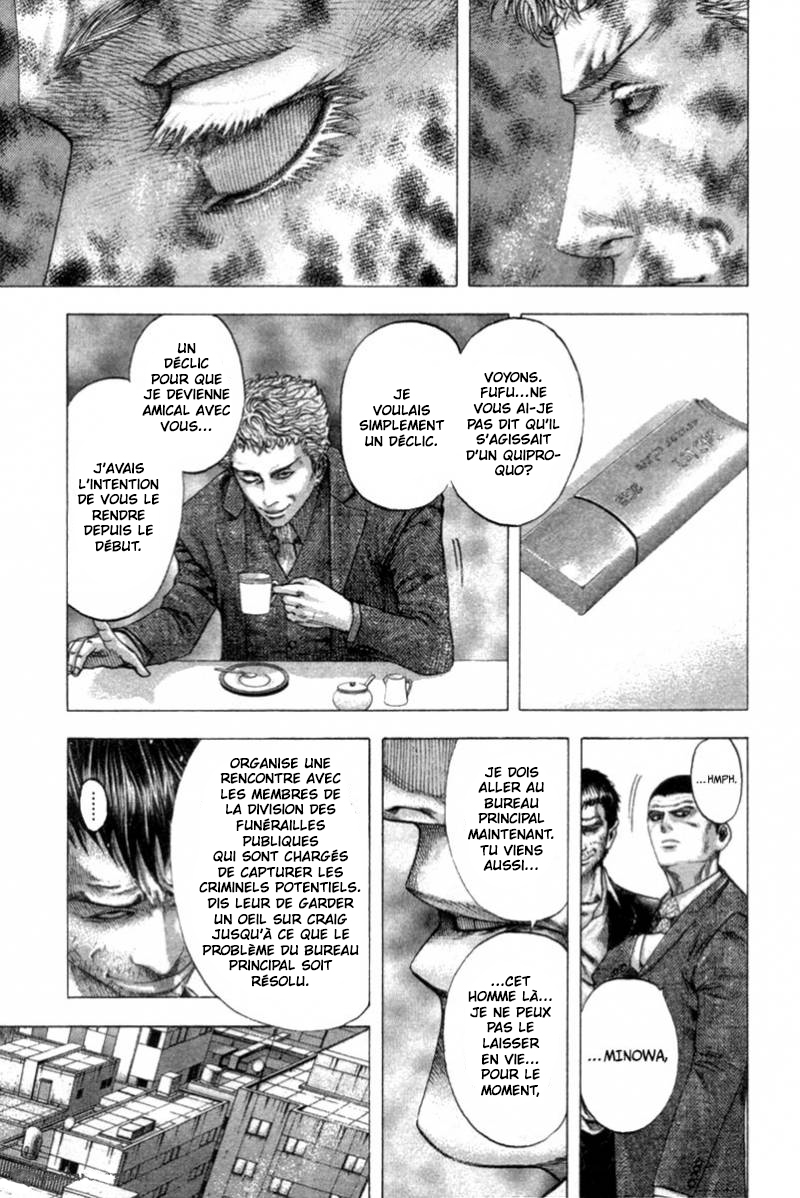 VOYONS.
FUFU...NE
VOUS AI-JE
PAS DIT QU'IL
S'AGISSAIT
D'UN QUIPRO-
QUO?
JE
VOULAIS
SIMPLEMENT
UN DÉCLIC.
UN
DÉCLIC
POUR QUE
JE DEVIENNE
AMICAL AVEC
VOUS...
J'AVAIS
L'INTENTION
DE VOUS LE
RENDRE
DEPUIS LE
DÉBUT.
...HMPH.
...MINOWA,
JE DOIS
ALLER AU
BUREAU
PRINCIPAL
MAINTENANT.
TU VIENS
AUSSI...
...CET
HOMME LÀ...
JE NE PEUX
PAS LE
LAISSER
EN VIE...
POUR LE
MOMENT,
ORGANISE UNE
RENCONTRE AVEC
LES MEMBRES DE
LA DIVISION DES
FUNÉRAILLES
PUBLIQUES
QUI SONT CHARGÉS
DE CAPTURER LES
CRIMINELS POTENTIELS.
DIS LEUR DE GARDER
UN OEIL SUR CRAIG
JUSQU'À CE QUE LE
PROBLÈME DU BUREAU
PRINCIPAL SOIT
RÉSOLU.
......